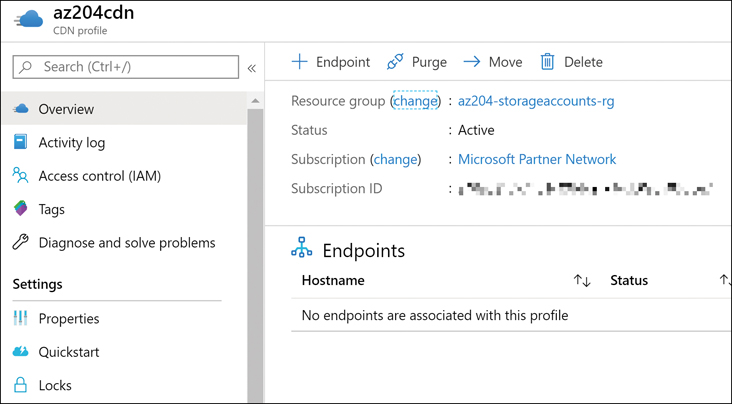 az204cdn
CDN profile
Search (Ctrl+/)
«
Overview
Activity log
Access control (IAM)
Tags
Diagnose and solve problems
Settings
Properties
Quickstart
Locks
Endpoint Purge Move Delete
Resource group (change) : az204-storageaccounts-rg
Status : Active
Subscription (change) : Microsoft Partner Network
Subscription ID :
Endpoints
Hostname Status
No endpoints are associated with this profile